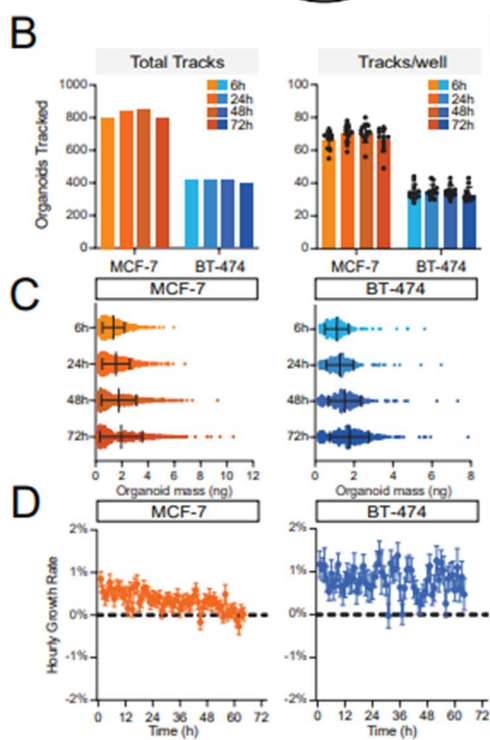 B
Total Tracks
Tracks/well
Organoids Tracked
1000
800
600
400
200
0
6h
24h
48h
72h
MCF-7 BT-474
100
80
60
40
20
0
6h
24h
48h
72h
MCF-7 BT-474
C
MCF-7
BT-474
6h
24h
48h
72h
0 2 4 6 8 10 12
Organoid mass (ng)
6h
24h
48h
72h
0 2 4 6 8
Organoid mass (ng)
D
MCF-7
BT-474
Hourly Growth Rate
2%
1%
0%
-1%
-2%
0 12 24 36 48 60 72
Time (h)
2%
1%
0%
-1%
-2%
0 12 24 36 48 60 72
Time (h)